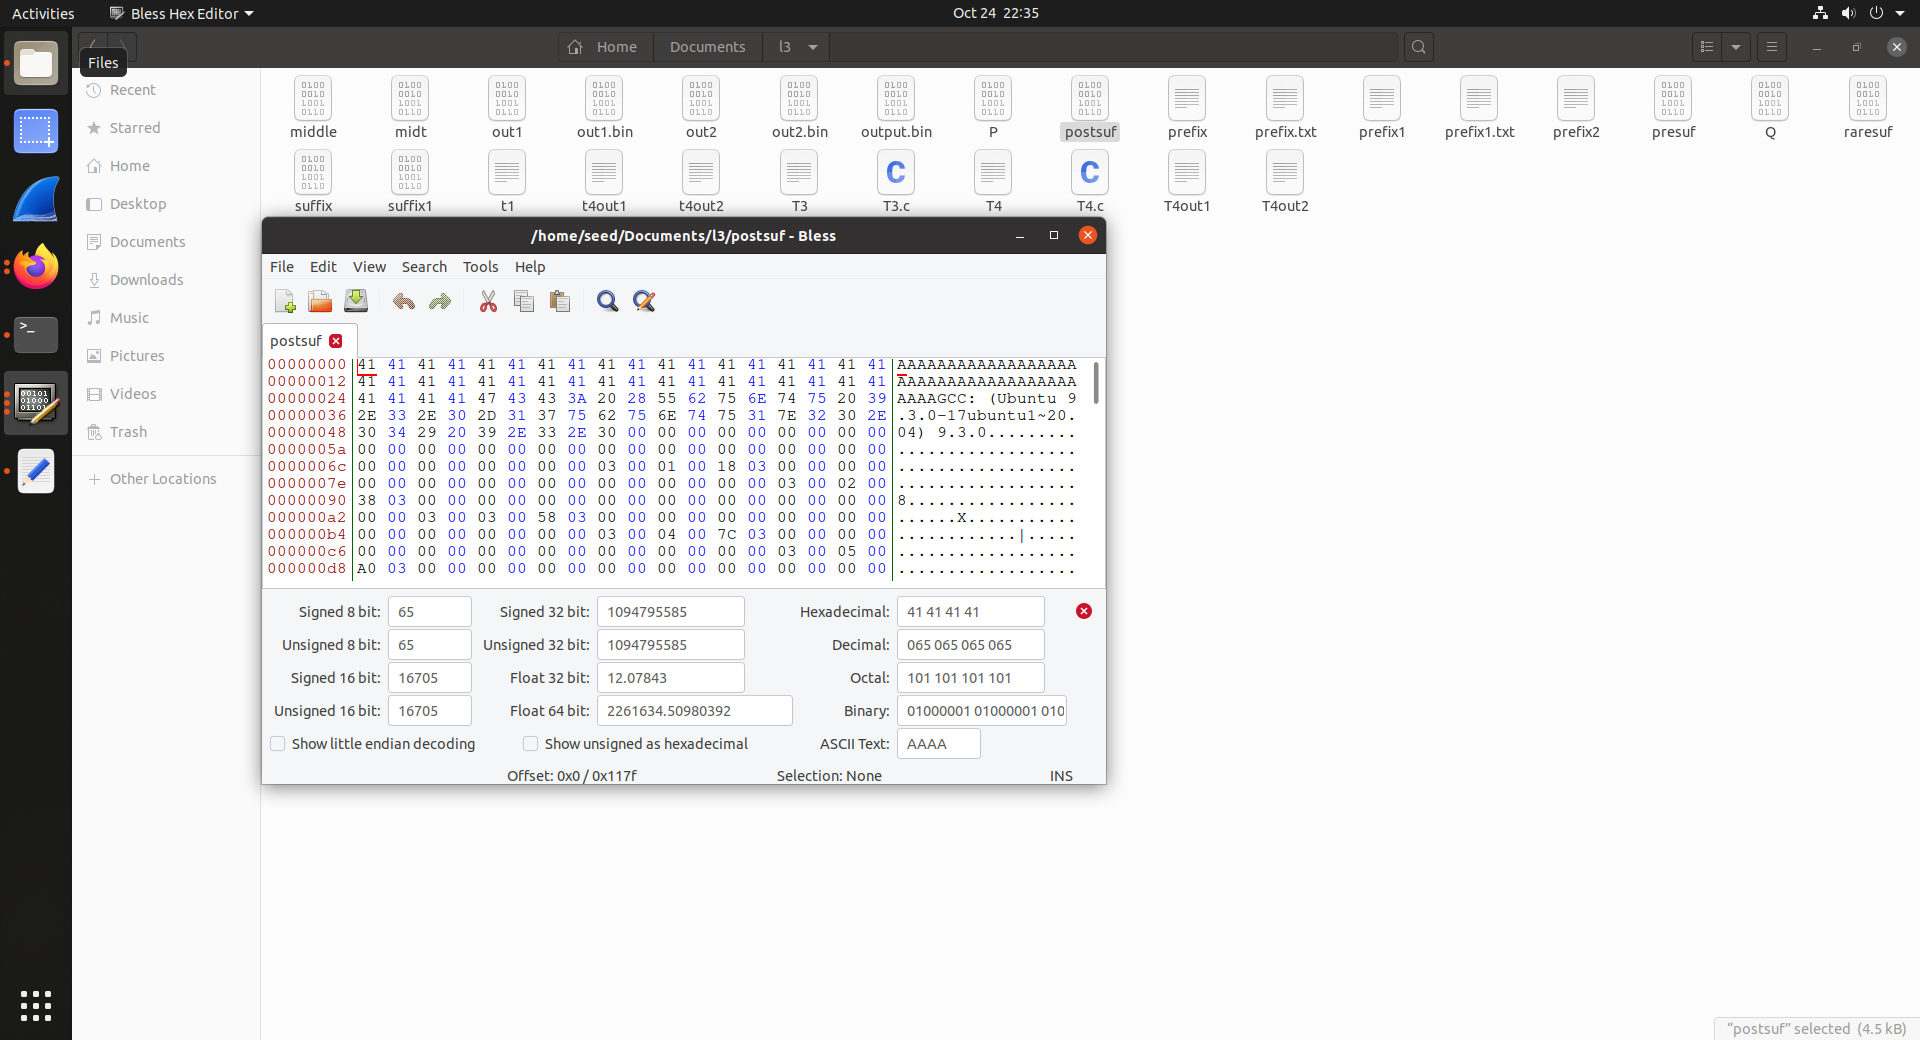 Activities
Bless Hex Editor
Oct 24 22:35
Files
Home
Documents
l3
Recent
Starred
Home
Desktop
Documents
Downloads
Music
Pictures
Videos
Trash
Other Locations
middle midt out1 out1.bin out2 out2.bin output.bin P postsuf prefix prefix.txt prefix1 prefix1.txt prefix2 presuf Q raresuf
suffix suffix1 t1 t4out1 t4out2 T3 T3.c T4 T4.c T4out1 T4out2
/home/seed/Documents/l3/postsuf - Bless
File Edit View Search Tools Help
postsuf
00000000 41 41 41 41 41 41 41 41 41 41 41 41 41 41 41 41 41 41 AAAAAAAAAAAAAAAAAA
00000012 41 41 41 41 41 41 41 41 41 41 41 41 41 41 41 41 41 41 AAAAAAAAAAAAAAAAAA
00000024 41 41 41 41 47 43 43 3A 20 28 55 62 75 6E 74 75 20 39 AAAAGCC: (Ubuntu 9
00000036 2E 33 2E 30 2D 31 37 75 62 75 6E 74 75 31 7E 32 30 2E .3.0-17ubuntu1~20.
00000048 30 34 29 20 39 2E 33 2E 30 00 00 00 00 00 00 00 00 00 04) 9.3.0.........
0000005a 00 00 00 00 00 00 00 00 00 00 00 00 00 00 00 00 00 00 ..................
0000006c 00 00 00 00 00 00 00 00 03 00 01 00 18 03 00 00 00 00 ..................
0000007e 00 00 00 00 00 00 00 00 00 00 00 00 00 00 03 00 02 00 ..................
00000090 38 03 00 00 00 00 00 00 00 00 00 00 00 00 00 00 00 00 8.................
000000a2 00 00 03 00 03 00 58 03 00 00 00 00 00 00 00 00 00 00 ......X...........
000000b4 00 00 00 00 00 00 00 00 03 00 04 00 7C 03 00 00 00 00 ............|.....
000000c6 00 00 00 00 00 00 00 00 00 00 00 00 00 00 03 00 05 00 ..................
000000d8 A0 03 00 00 00 00 00 00 00 00 00 00 00 00 00 00 00 00 ..................
Signed 8 bit: 65 Signed 32 bit: 1094795585 Hexadecimal: 41 41 41 41
Unsigned 8 bit: 65 Unsigned 32 bit: 1094795585 Decimal: 065 065 065 065
Signed 16 bit: 16705 Float 32 bit: 12.07843 Octal: 101 101 101 101
Unsigned 16 bit: 16705 Float 64 bit: 2261634.50980392 Binary: 01000001 01000001 010
Show little endian decoding Show unsigned as hexadecimal ASCII Text: AAAA
Offset: 0x0 / 0x117f Selection: None INS
“postsuf” selected (4.5 kB)